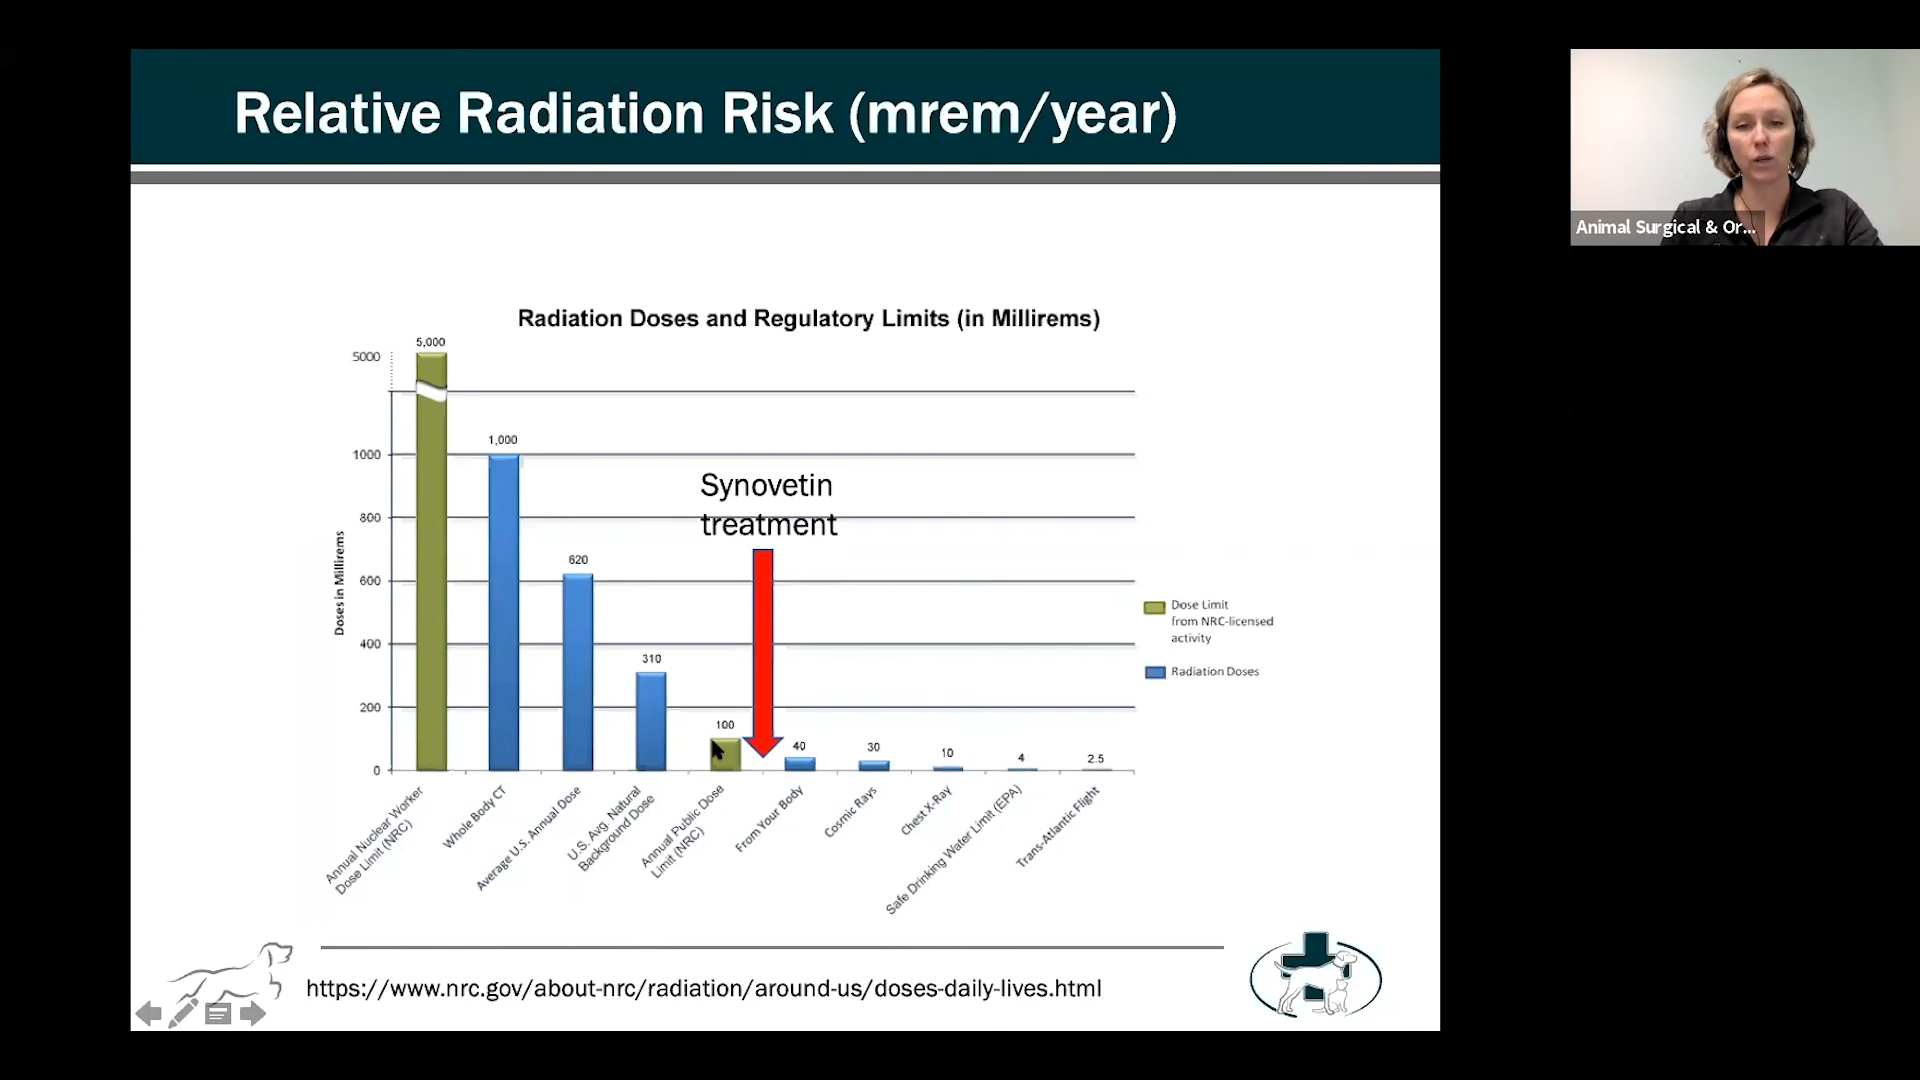 Relative Radiation Risk (mrem/year)
Animal Surgical & Or...
Radiation Doses and Regulatory Limits (in Millirems)
5000
1000
800
600
400
200
0
Doses in Millirems
5,000
1,000
620
310
100
40
30
10
4
2.5
Synovetin
treatment
Dose Limit
from NRC-licensed
activity
Radiation Doses
Annual Nuclear Worker
Dose Limit (NRC)
Whole Body CT
Average U.s. Annual Dose
U.S. Avg. Natural
Background Dose
Annual Public Dose
Limit (NRC)
From Your Body
Cosmic Rays
Chest X-Ray
Safe Drinking Water Limit (EPA)
Trans-Atlantic Flight
https://www.nrc.gov/about-nrc/radiation/around-us/doses-daily-lives.html